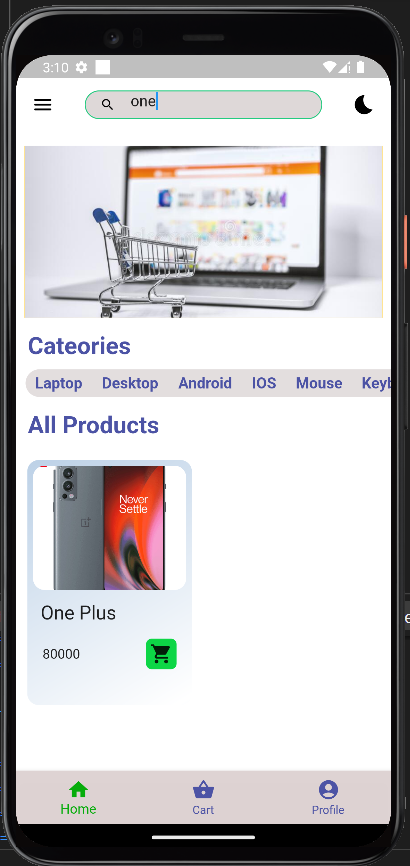 3:10
one
Cateories
Laptop Desktop Android IOS Mouse Keyb
All Products
Never
Settle
One Plus
80000
Home Cart Profile